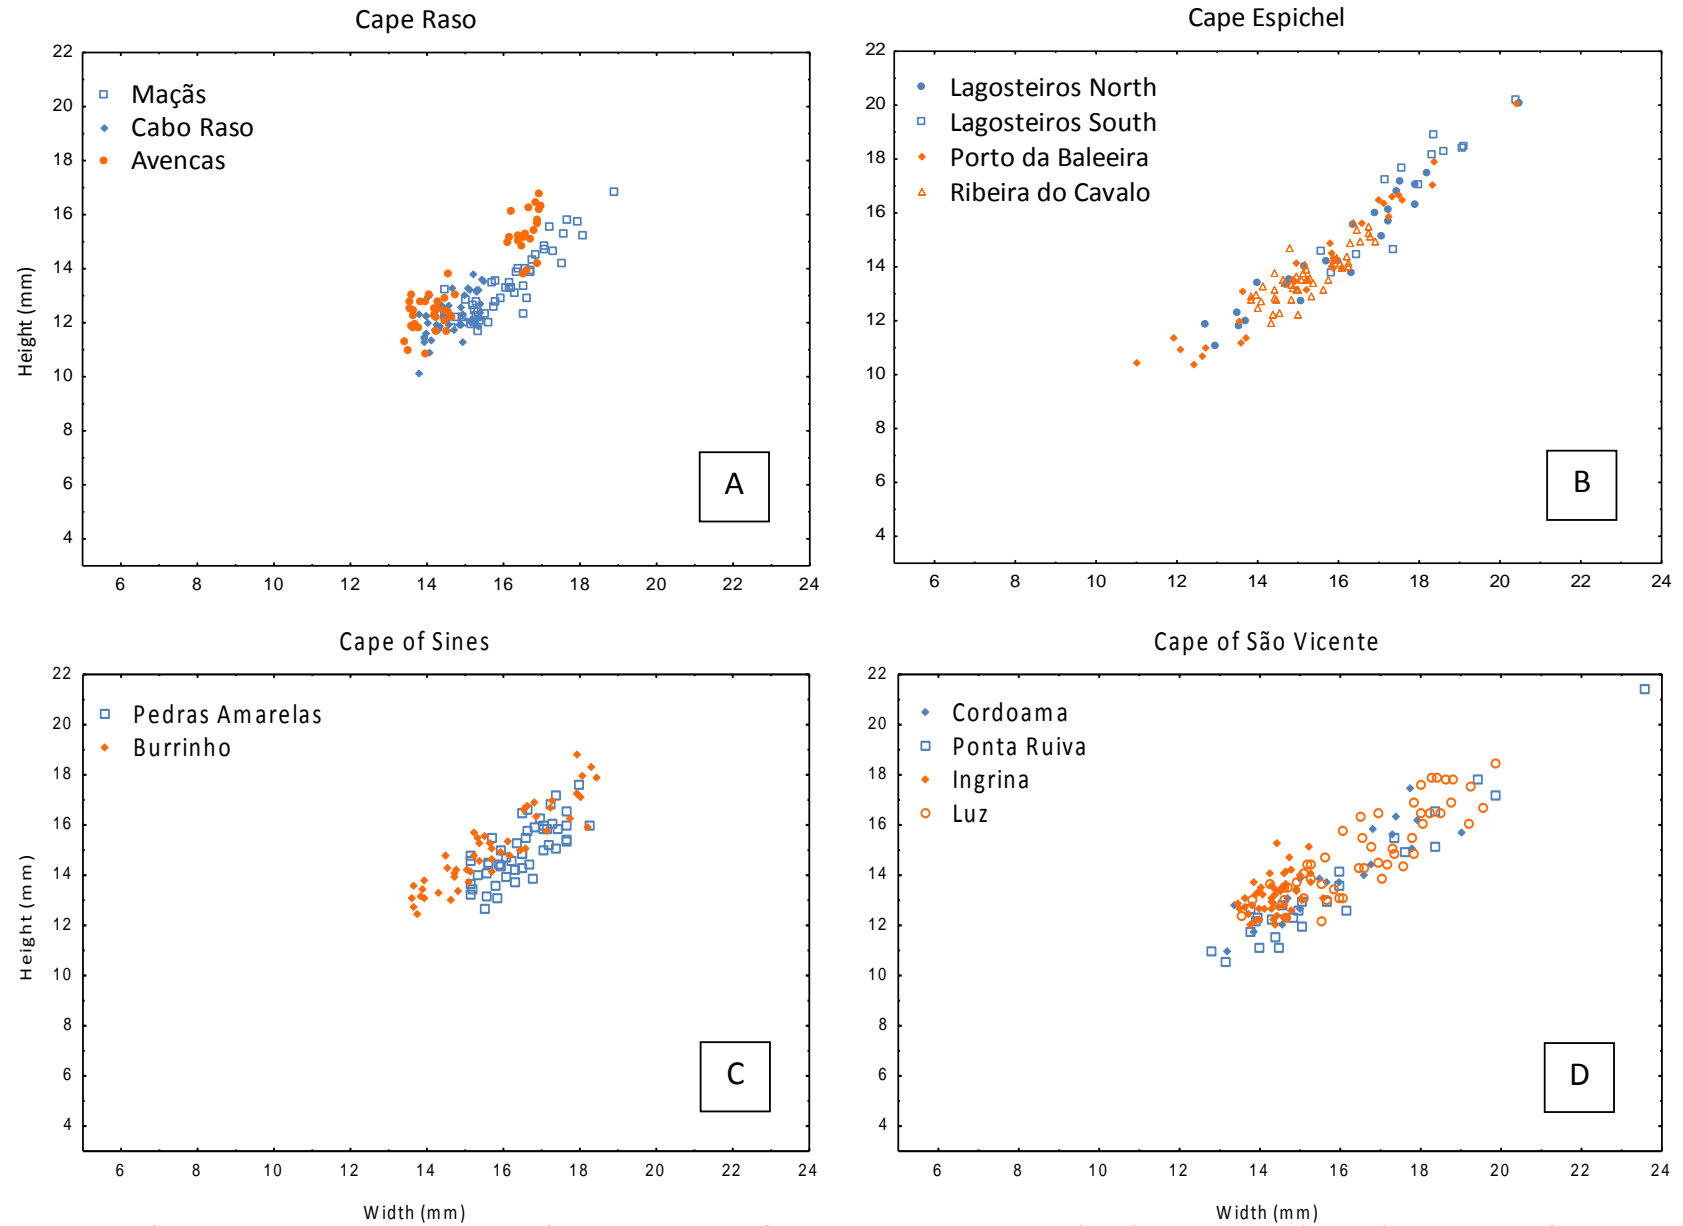 Cape Raso
22
20
18
16
14
12
10
8
6
4
Height (mm)
Maçãs
Cabo Raso
Avencas
A
6 8 10 12 14 16 18 20 22 24
Cape Espichel
22
20
18
16
14
12
10
8
6
4
Lagosteiros North
Lagosteiros South
Porto da Baleeira
Ribeira do Cavalo
B
6 8 10 12 14 16 18 20 22 24
Cape of Sines
22
20
18
16
14
12
10
8
6
4
Height (mm)
Pedras Amarelas
Burrinho
C
6 8 10 12 14 16 18 20 22 24
Width (mm)
Cape of São Vicente
22
20
18
16
14
12
10
8
6
4
Cordoama
Ponta Ruiva
Ingrina
Luz
D
6 8 10 12 14 16 18 20 22 24
Width (mm)